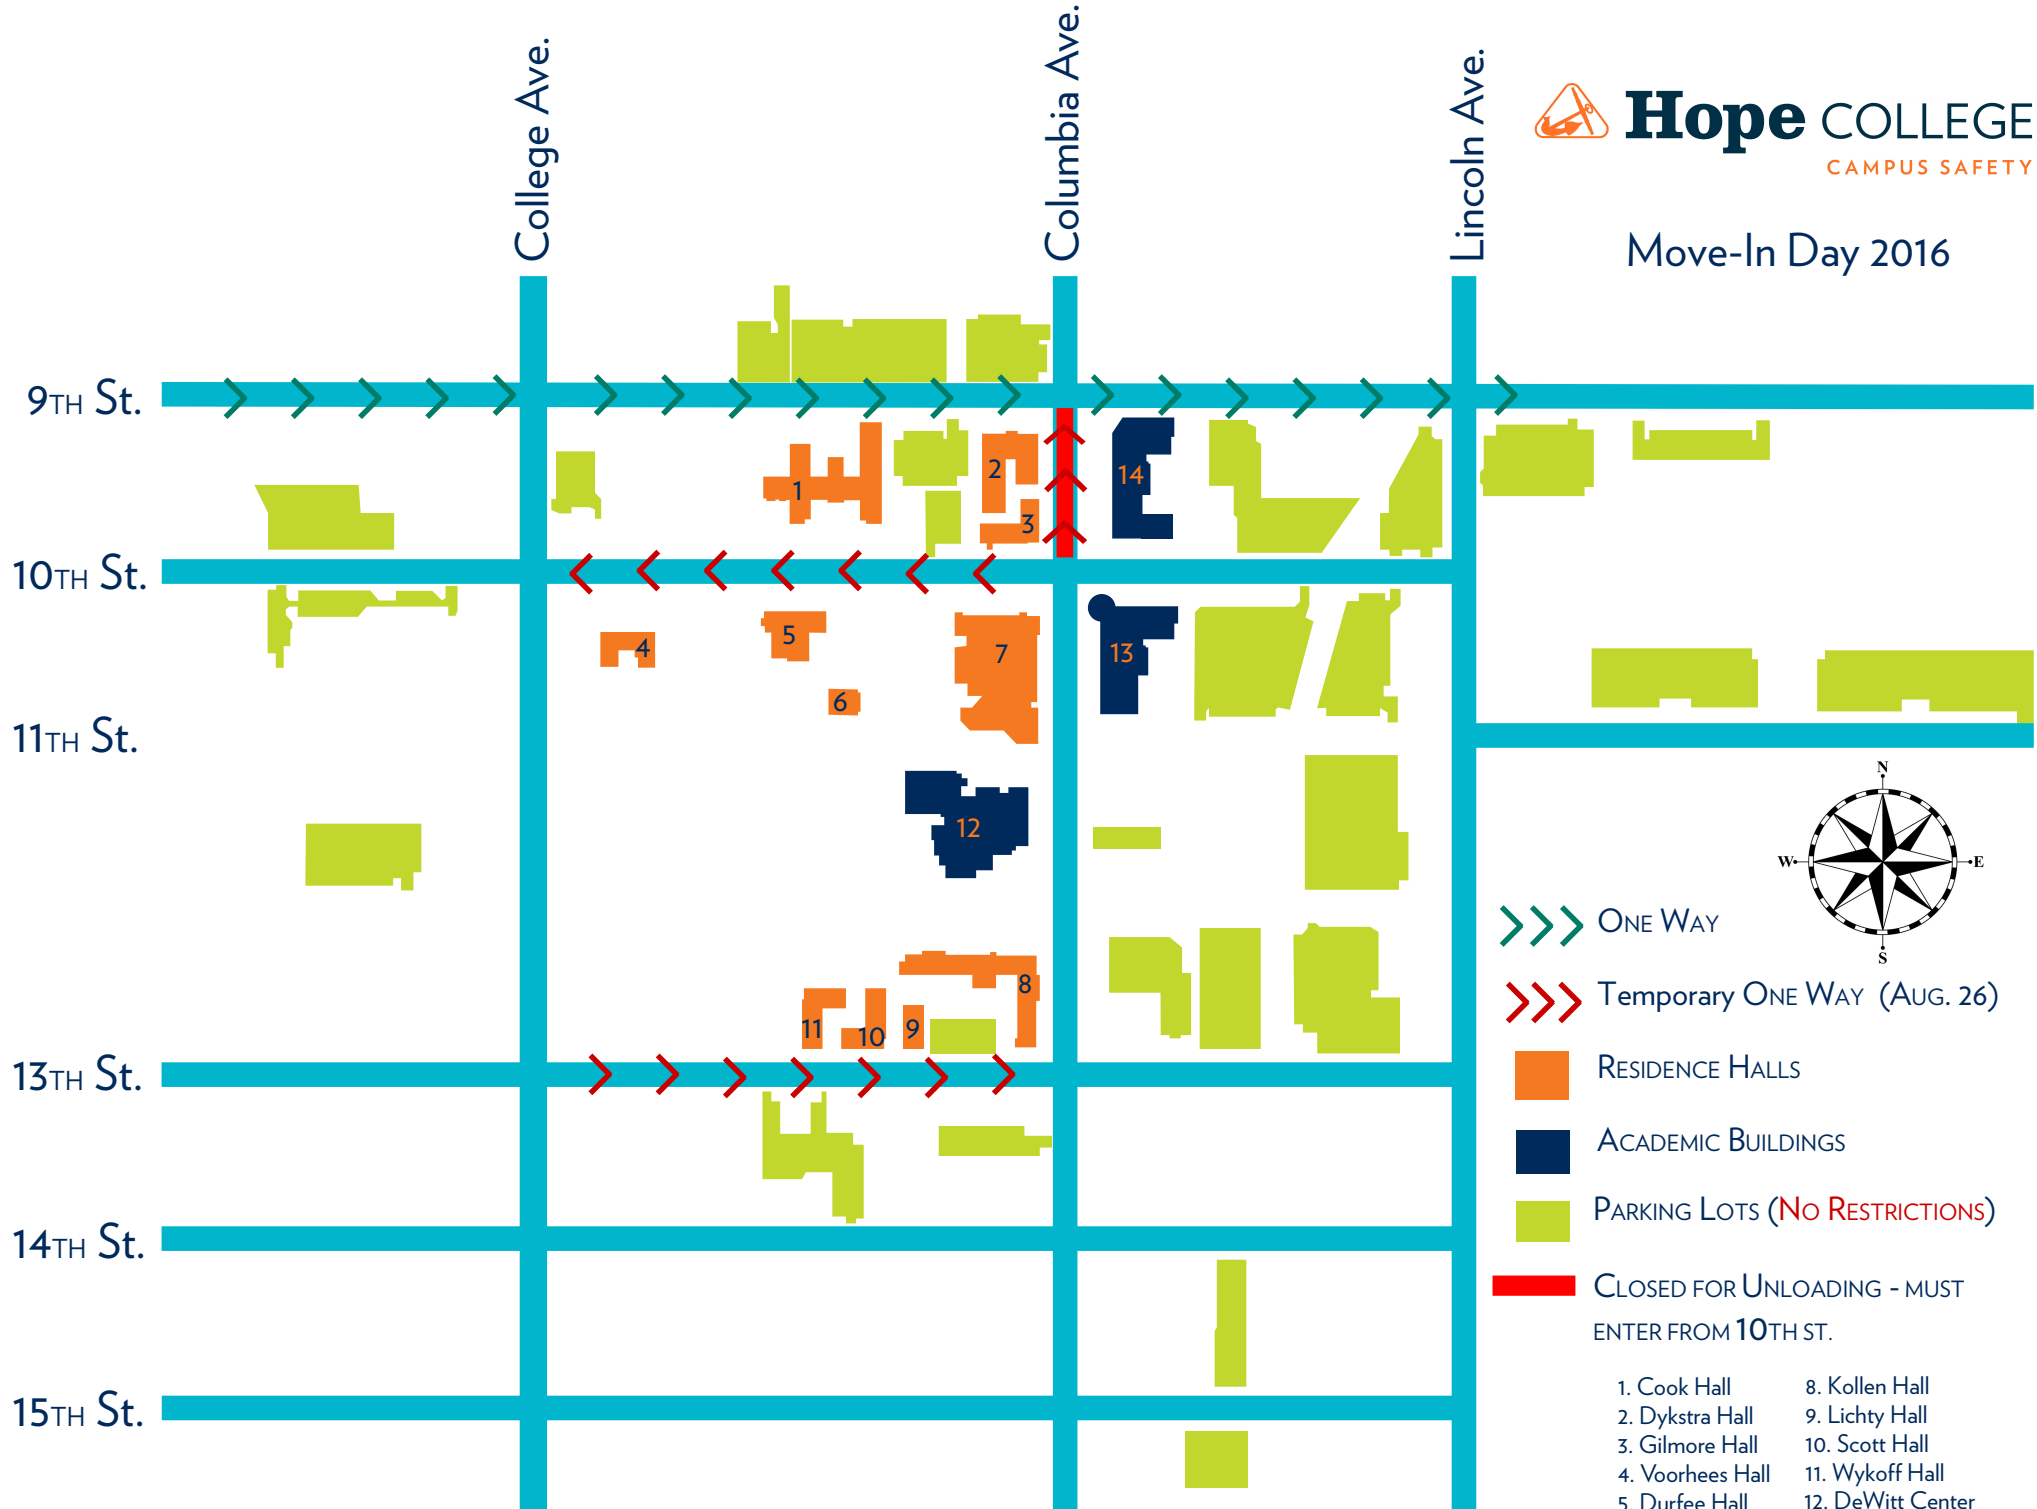 College Ave.
Columbia Ave.
Lincoln Ave.
Hope COLLEGE
CAMPUS SAFETY
Move-In Day 2016
9TH St.
10TH St.
11TH St.
13TH St.
14TH St.
15TH St.
1
2
3
14
4
5
6
7
13
12
8
11
10
9
N
W
E
S
ONE WAY
Temporary ONE WAY (AUG. 26)
RESIDENCE HALLS
ACADEMIC BUILDINGS
PARKING LOTS (NO RESTRICTIONS)
CLOSED FOR UNLOADING - MUST
ENTER FROM 10TH ST.
1. Cook Hall
2. Dykstra Hall
3. Gilmore Hall
4. Voorhees Hall
5. Durfee Hall
8. Kollen Hall
9. Lichty Hall
10. Scott Hall
11. Wykoff Hall
12. DeWitt Center